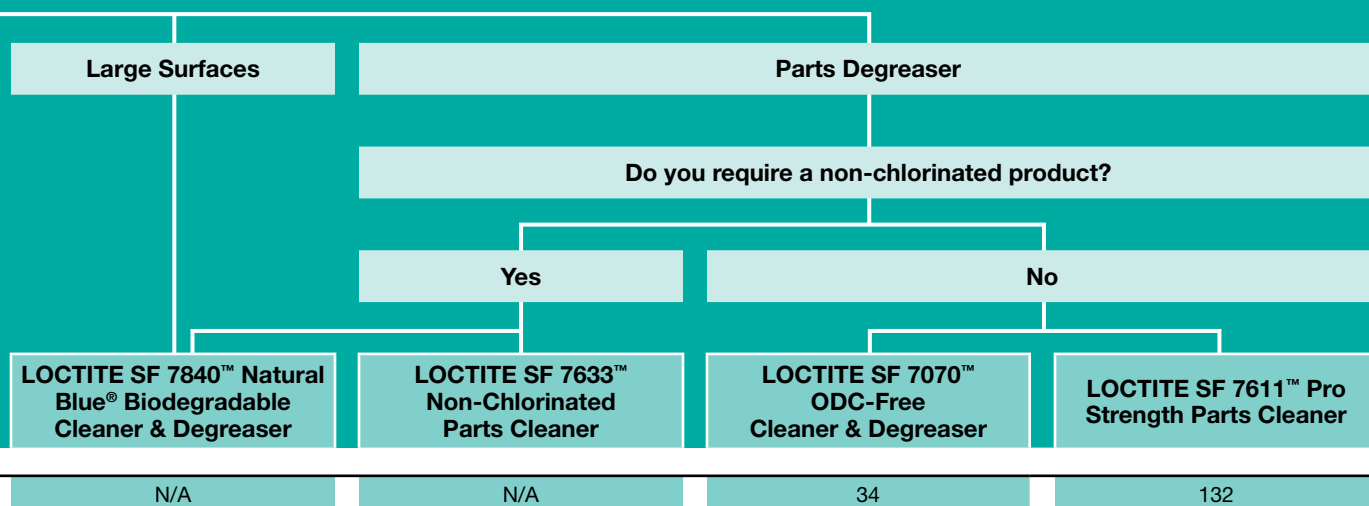 Large Surfaces
Parts Degreaser
Do you require a non-chlorinated product?
Yes
No
LOCTITE SF 7840™ Natural
Blue® Biodegradable
Cleaner & Degreaser
LOCTITE SF 7633™
Non-Chlorinated
Parts Cleaner
LOCTITE SF 7070™
ODC-Free
Cleaner & Degreaser
LOCTITE SF 7611™ Pro
Strength Parts Cleaner
N/A
N/A
34
132